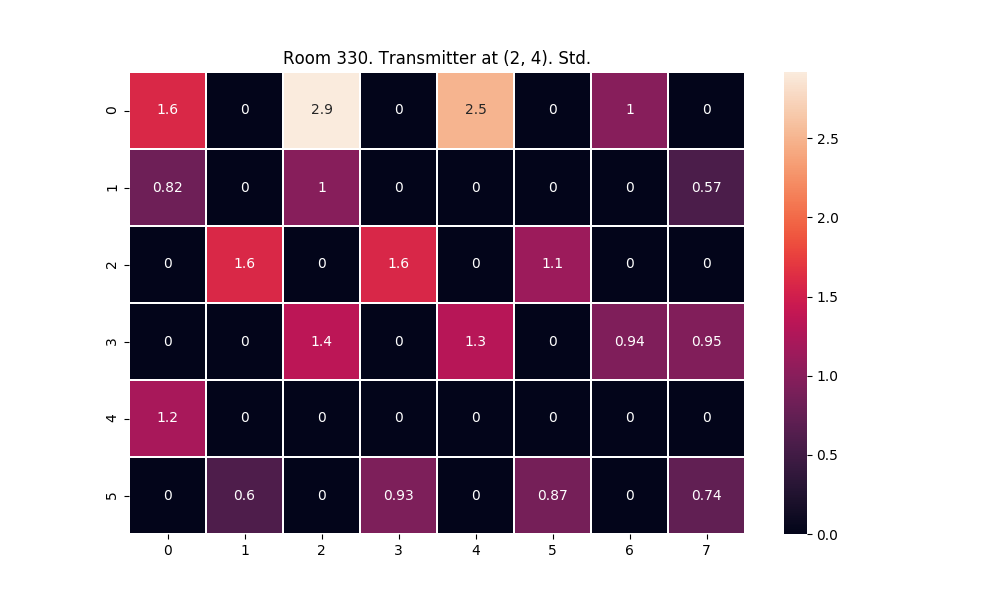 Room 330. Transmitter at (2, 4). Std.
0 1.6 0 2.9 0 2.5 0 1 0
1 0.82 0 1 0 0 0 0 0.57
2 0 1.6 0 1.6 0 1.1 0 0
3 0 0 1.4 0 1.3 0 0.94 0.95
4 1.2 0 0 0 0 0 0 0
5 0 0.6 0 0.93 0 0.87 0 0.74
0 1 2 3 4 5 6 7
2.5
2.0
1.5
1.0
0.5
0.0